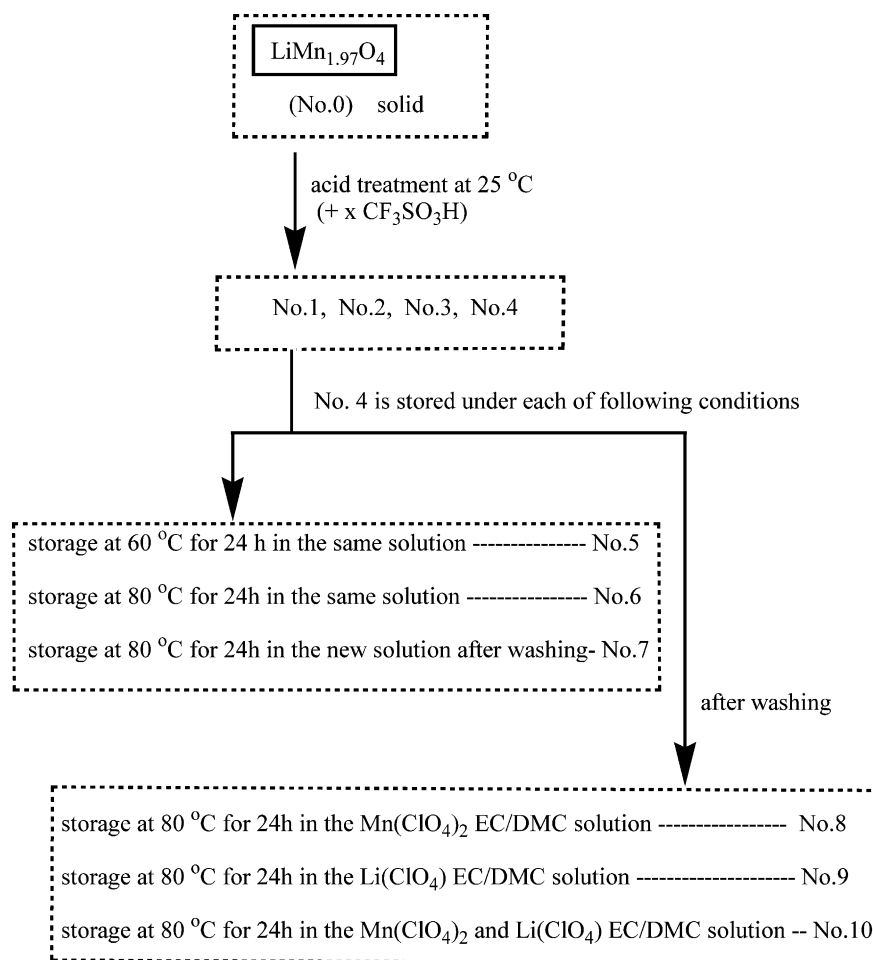 LiMn₁.₉₇O₄
(No.0) solid
acid treatment at 25 °C
(+ x CF₃SO₃H)
No.1, No.2, No.3, No.4
No. 4 is stored under each of following conditions
storage at 60 °C for 24 h in the same solution --------------- No.5
storage at 80 °C for 24h in the same solution ---------------- No.6
storage at 80 °C for 24h in the new solution after washing- No.7
after washing
storage at 80 °C for 24h in the Mn(ClO₄)₂ EC/DMC solution ----------------- No.8
storage at 80 °C for 24h in the Li(ClO₄) EC/DMC solution --------------------- No.9
storage at 80 °C for 24h in the Mn(ClO₄)₂ and Li(ClO₄) EC/DMC solution -- No.10